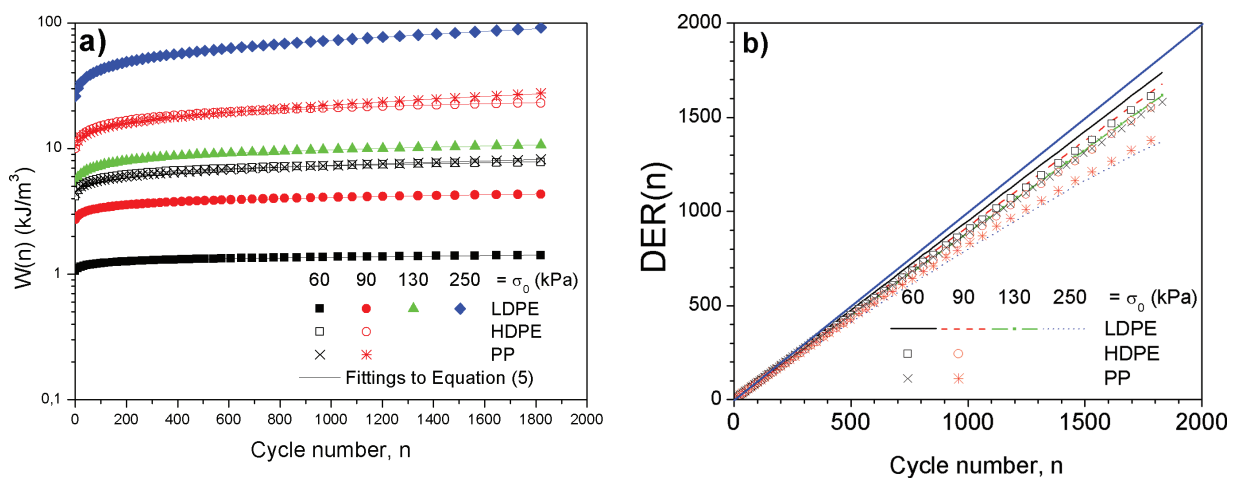 a)
W(n) (kJ/m³)
100
10
1
0,1
0 200 400 600 800 1000 1200 1400 1600 1800 2000
Cycle number, n
60 90 130 250 = σ₀ (kPa)
LDPE
HDPE
PP
Fittings to Equation (5)
b)
DER(n)
2000
1500
1000
500
0
0 500 1000 1500 2000
Cycle number, n
60 90 130 250 = σ₀ (kPa)
LDPE
HDPE
PP